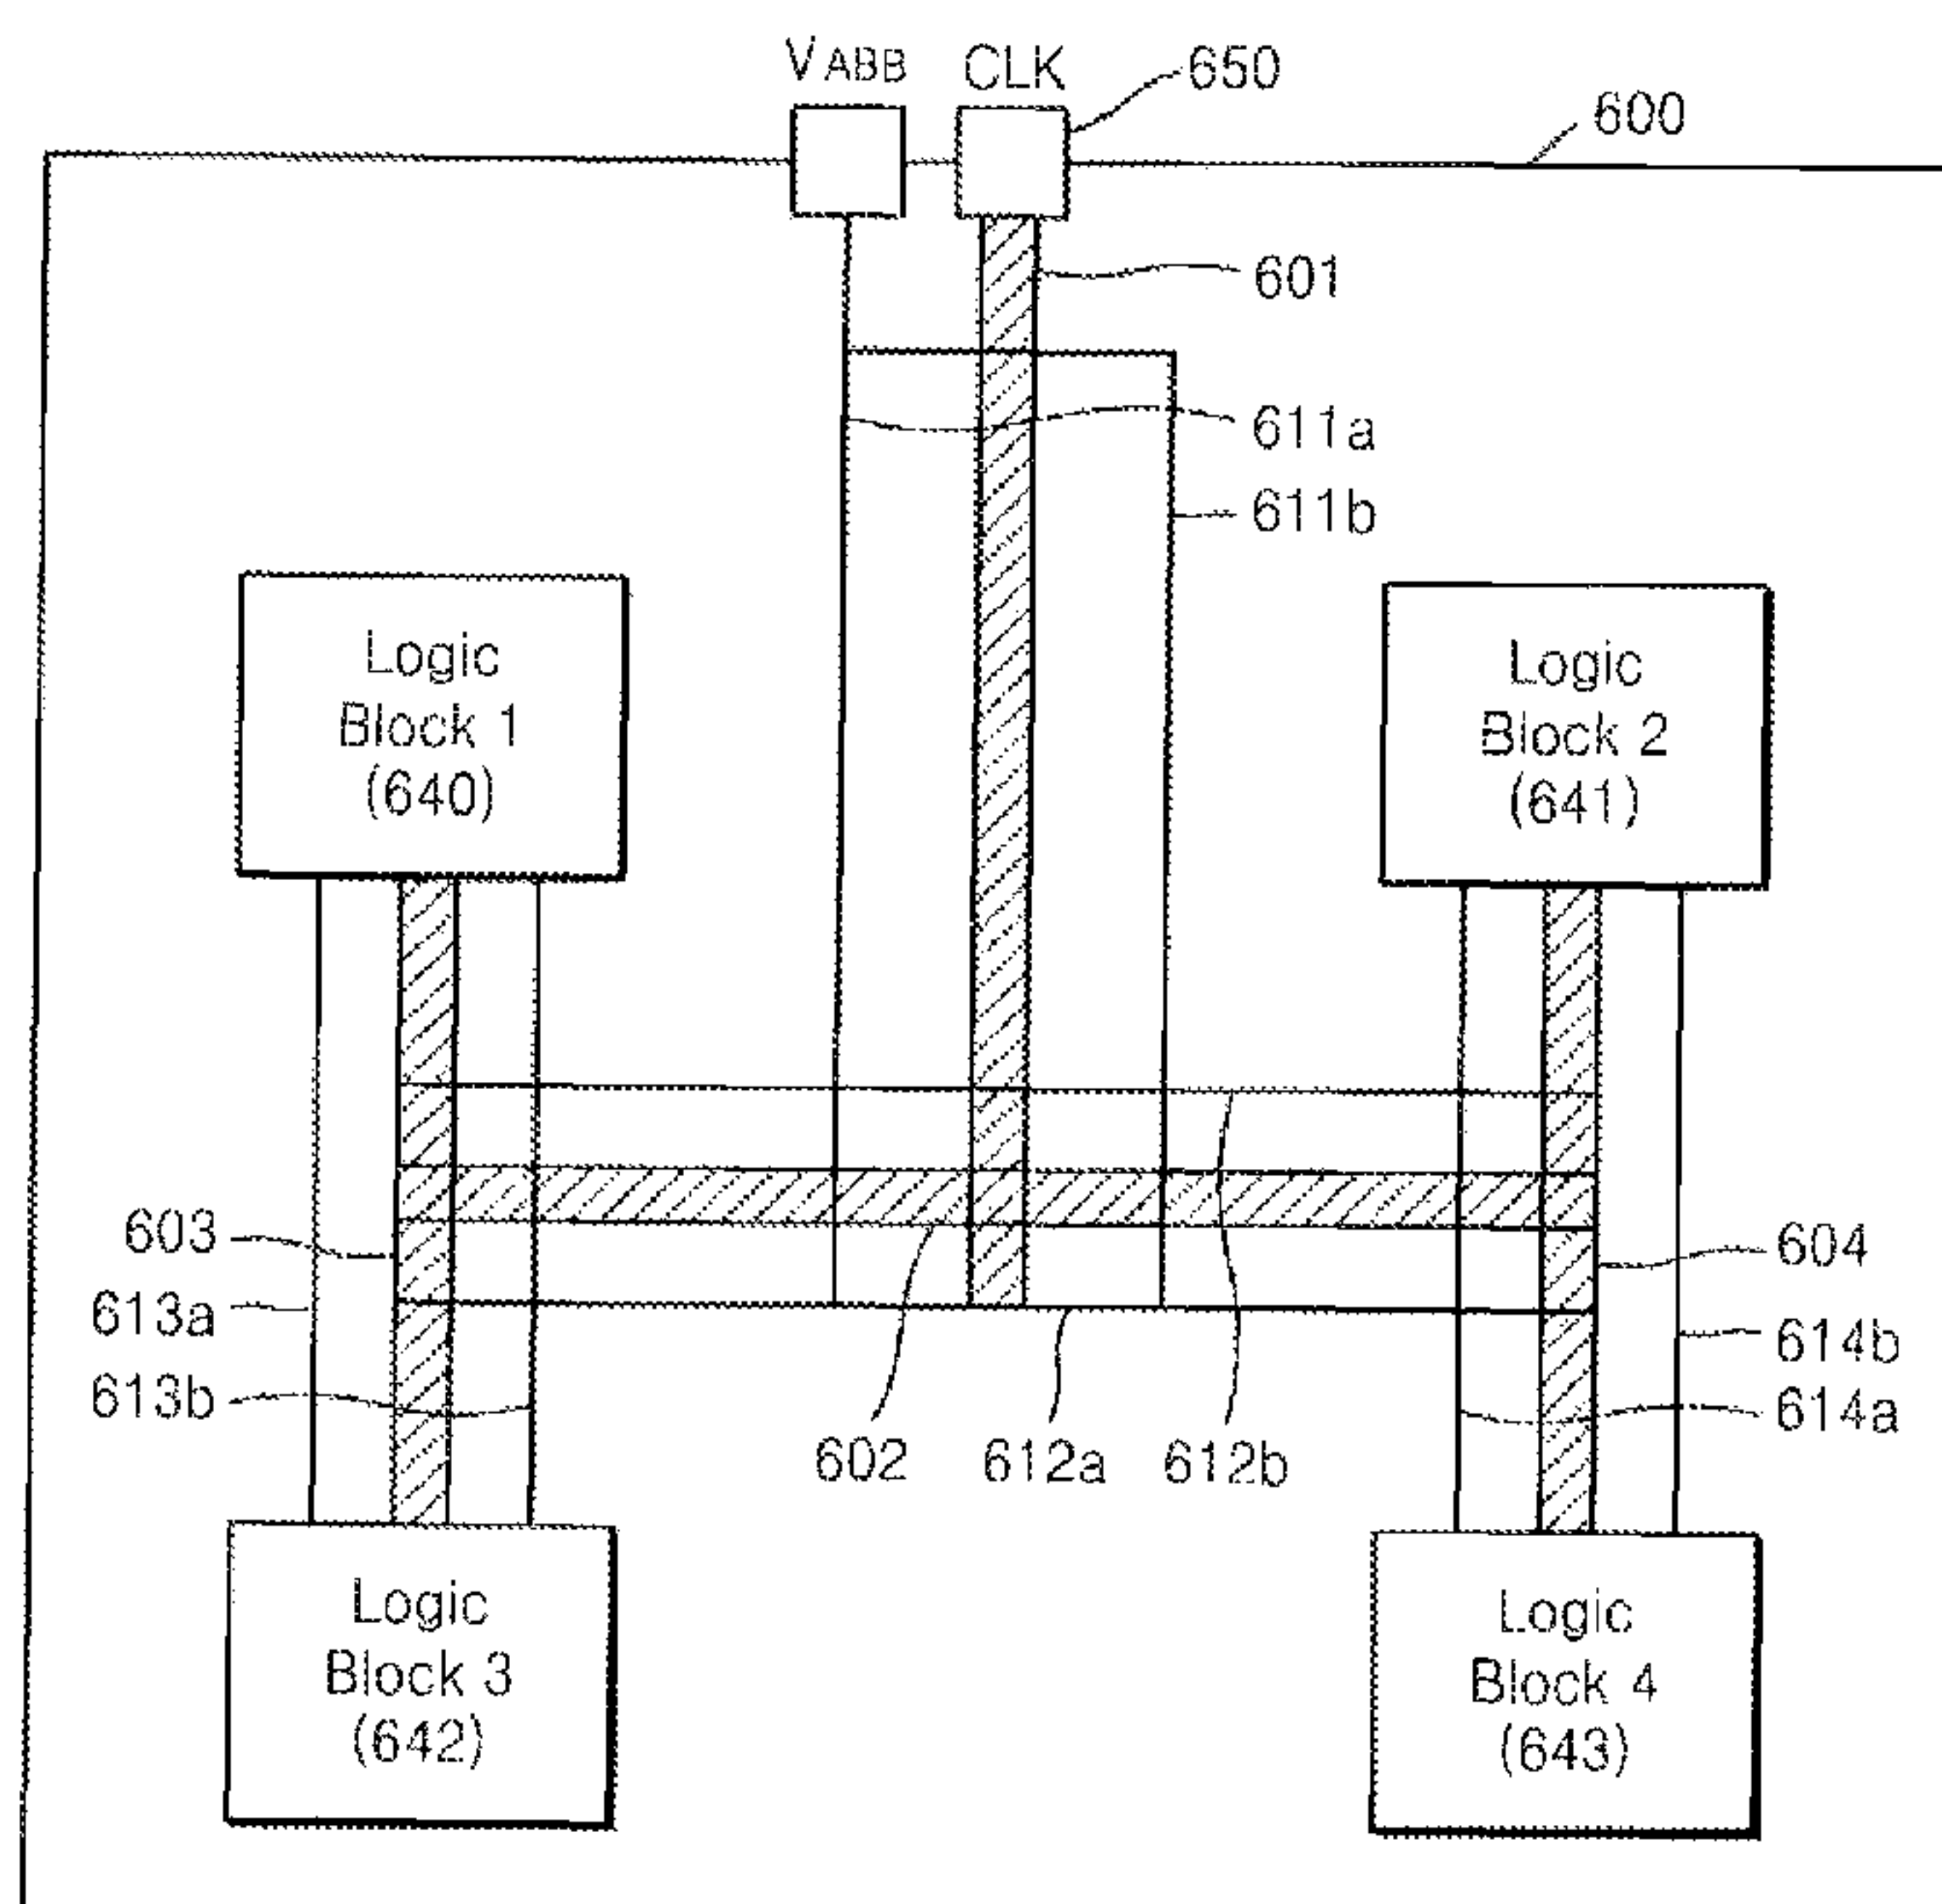 VABB CLK 650
600
601
611a
611b
Logic
Block 1
(640)
Logic
Block 2
(641)
603
613a
613b
604
614b
614a
602 612a 612b
Logic
Block 3
(642)
Logic
Block 4
(643)